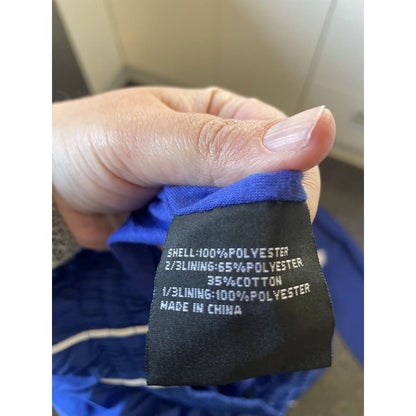 SHELL:100%POLYESTER
2/3LINING:65%POLYESTER
35%COTTON
1/3LINING:100%POLYESTER
MADE IN CHINA